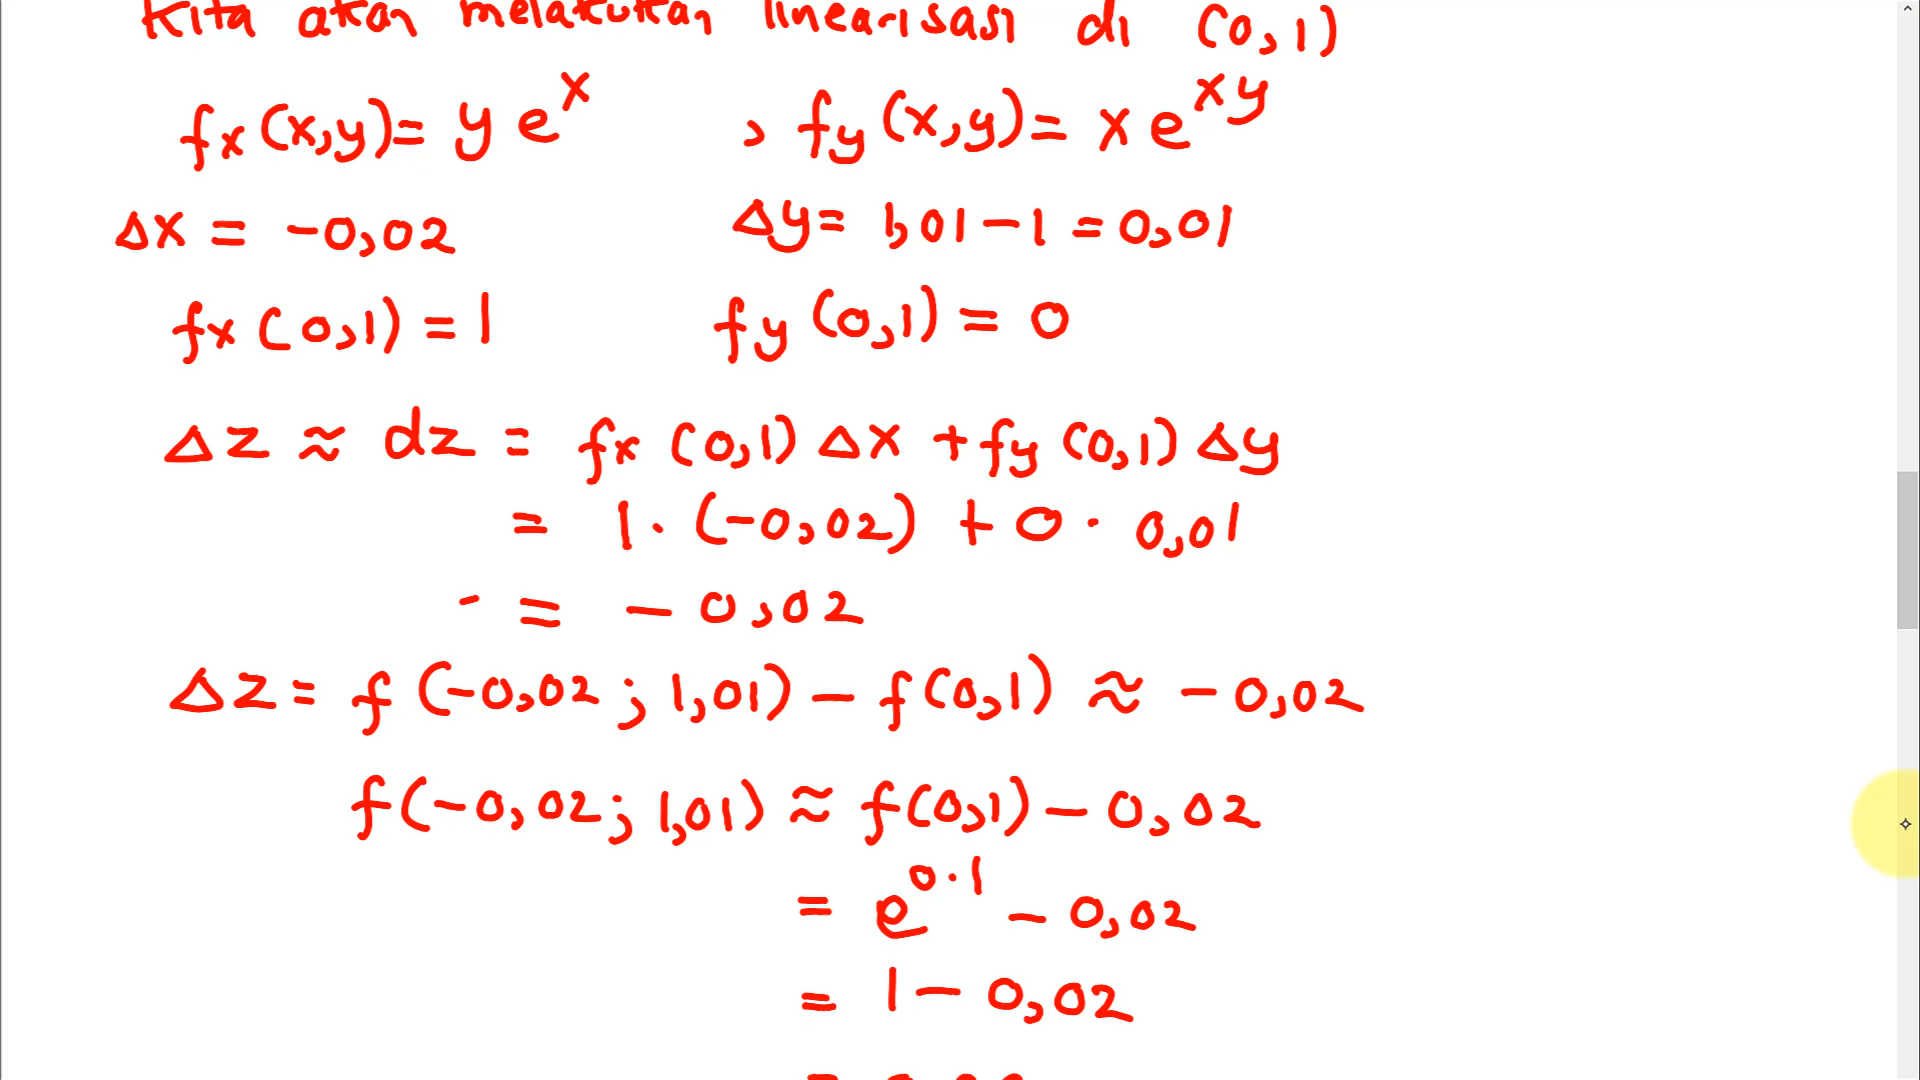 Kita akan melakukan linearisasi di (0,1)
fx(x,y)= y e^x , fy(x,y)= x e^xy
Δx = -0,02 Δy= 1,01-1 = 0,01
fx(0,1) = 1 fy(0,1) = 0
Δz ≈ dz = fx(0,1) Δx + fy(0,1) Δy
= 1 · (-0,02) + 0 · 0,01
- = -0,02
Δz = f(-0,02; 1,01) - f(0,1) ≈ -0,02
f(-0,02; 1,01) ≈ f(0,1) - 0,02
= e^0·1 - 0,02
= 1 - 0,02